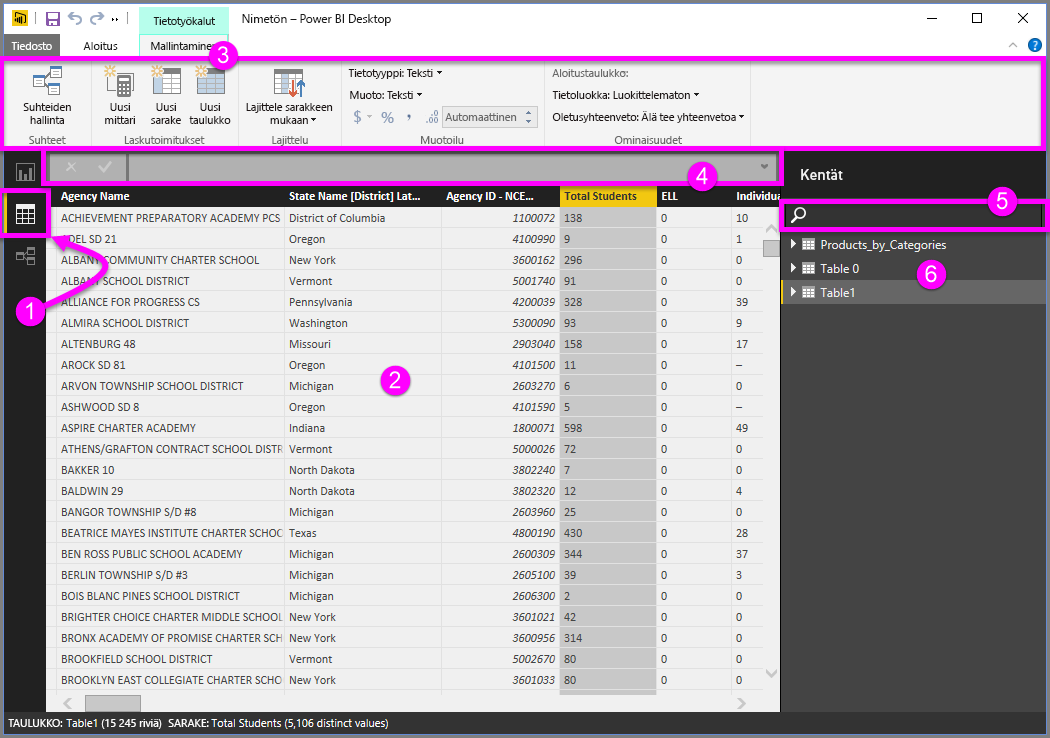 Tietotyökalut
Nimetön – Power BI Desktop
Tiedosto
Aloitus
Mallintaminen
3
Suhteiden hallinta
Uusi mittari
Uusi sarake
Uusi taulukko
Lajittele sarakkeen mukaan
Tietotyyppi: Teksti
Muoto: Teksti
$ % , .00 Automaattinen
Aloitustaulukko:
Tietoluokka: Luokittelematon
Oletusyhteenveto: Älä tee yhteenvetoa
Suhteet
Laskutoimitukset
Lajittelu
Muotoilu
Ominaisuudet
4
Kentät
5
Agency Name State Name [District] Lat... Agency ID - NCE... Total Students ELL Individua
ACHIEVEMENT PREPARATORY ACADEMY PCS District of Columbia 1100072 138 0 10
ADEL SD 21 Oregon 4100990 9 0 1
ALBANY COMMUNITY CHARTER SCHOOL New York 3600162 296 0 0
ALBANY SCHOOL DISTRICT Vermont 5001740 91 0 0
ALLIANCE FOR PROGRESS CS Pennsylvania 4200039 328 0 39
ALMIRA SCHOOL DISTRICT Washington 5300090 93 0 9
ALTENBURG 48 Missouri 2903040 158 0 17
AROCK SD 81 Oregon 4101500 11 0 –
ARVON TOWNSHIP SCHOOL DISTRICT Michigan 2603270 6 0 0
ASHWOOD SD 8 Oregon 4101590 5 0 –
ASPIRE CHARTER ACADEMY Indiana 1800071 598 0 49
ATHENS/GRAFTON CONTRACT SCHOOL DISTR Vermont 5000026 72 0 0
BAKKER 10 North Dakota 3802240 7 0 0
BALDWIN 29 North Dakota 3802320 12 0 4
BANGOR TOWNSHIP S/D #8 Michigan 2603960 25 0 0
BEATRICE MAYES INSTITUTE CHARTER SCHOO Texas 4800190 430 0 28
BEN ROSS PUBLIC SCHOOL ACADEMY Michigan 2600309 344 0 37
BERLIN TOWNSHIP S/D #3 Michigan 2605100 39 0 3
BOIS BLANC PINES SCHOOL DISTRICT Michigan 2606300 2 0 0
BRIGHTER CHOICE CHARTER MIDDLE SCHOOL New York 3601021 42 0 0
BRONX ACADEMY OF PROMISE CHARTER SCH New York 3600956 314 0 0
BROOKFIELD SCHOOL DISTRICT Vermont 5002670 80 0 0
BROOKLYN EAST COLLEGIATE CHARTER SCHO New York 3601033 80 0 0
1
2
Products_by_Categories
Table 0
Table1
6
TAULUKKO: Table1 (15 245 riviä) SARAKE: Total Students (5,106 distinct values)